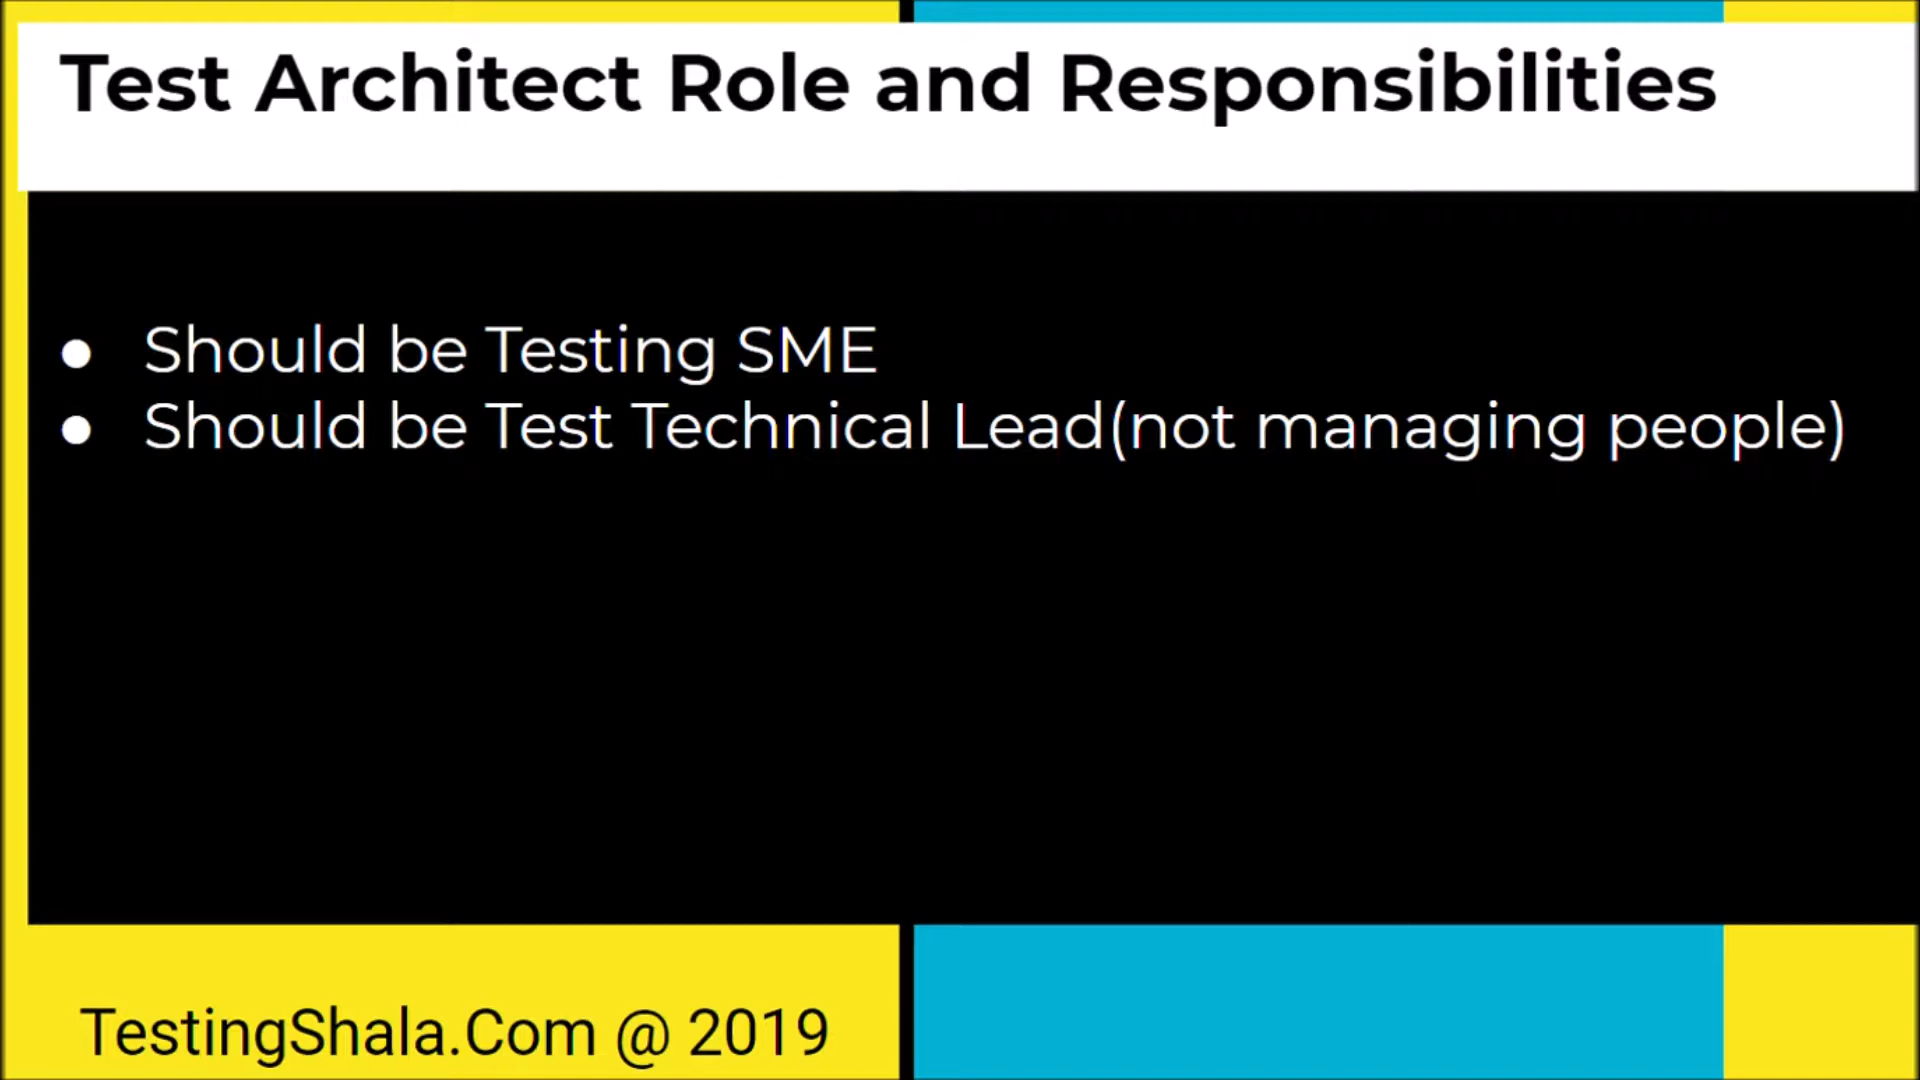 Test Architect Role and Responsibilities
● Should be Testing SME
● Should be Test Technical Lead(not managing people)
TestingShala.Com @ 2019